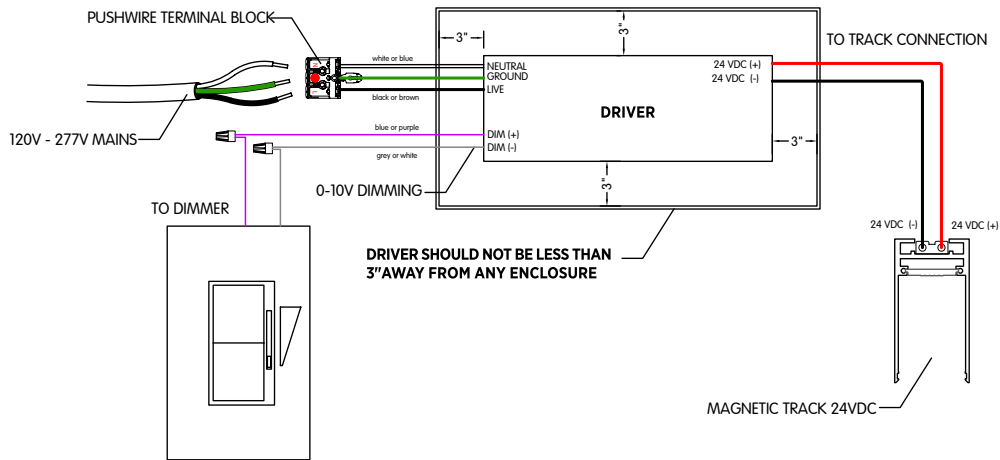 PUSHWIRE TERMINAL BLOCK
3"
3"
TO TRACK CONNECTION
white or blue
NEUTRAL
GROUND
LIVE
24 VDC (+)
24 VDC (-)
N
L
black or brown
DRIVER
120V - 277V MAINS
blue or purple
DIM (+)
DIM (-)
grey or white
3"
3"
0-10V DIMMING
TO DIMMER
24 VDC (-)
24 VDC (+)
DRIVER SHOULD NOT BE LESS THAN
3"AWAY FROM ANY ENCLOSURE
MAGNETIC TRACK 24VDC